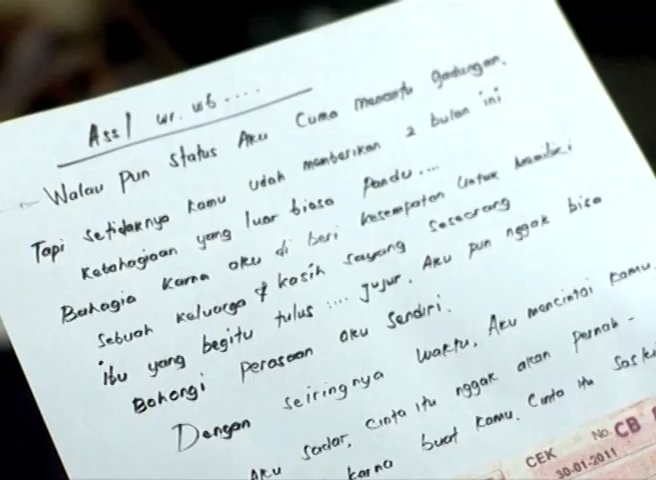 Ass! wr. wb ....
Walau pun status Aku Cuma menantu gadungan.
Tapi setidaknya kamu udah memberikan 2 bulan ini
kebahagiaan yang luar biasa Pandu....
Bahagia karna aku di beri kesempatan untuk memiliki
sebuah keluarga & kasih sayang seseorang
ibu yang begitu tulus .... jujur. Aku pun nggak bisa
Bohongi perasaan aku sendiri.
Dengan seiringnya waktu, Aku mencintai kamu.
Aku sadar, cinta itu nggak akan pernah -
karna buat kamu. Cinta itu
CEK No. CB
30-01-2011